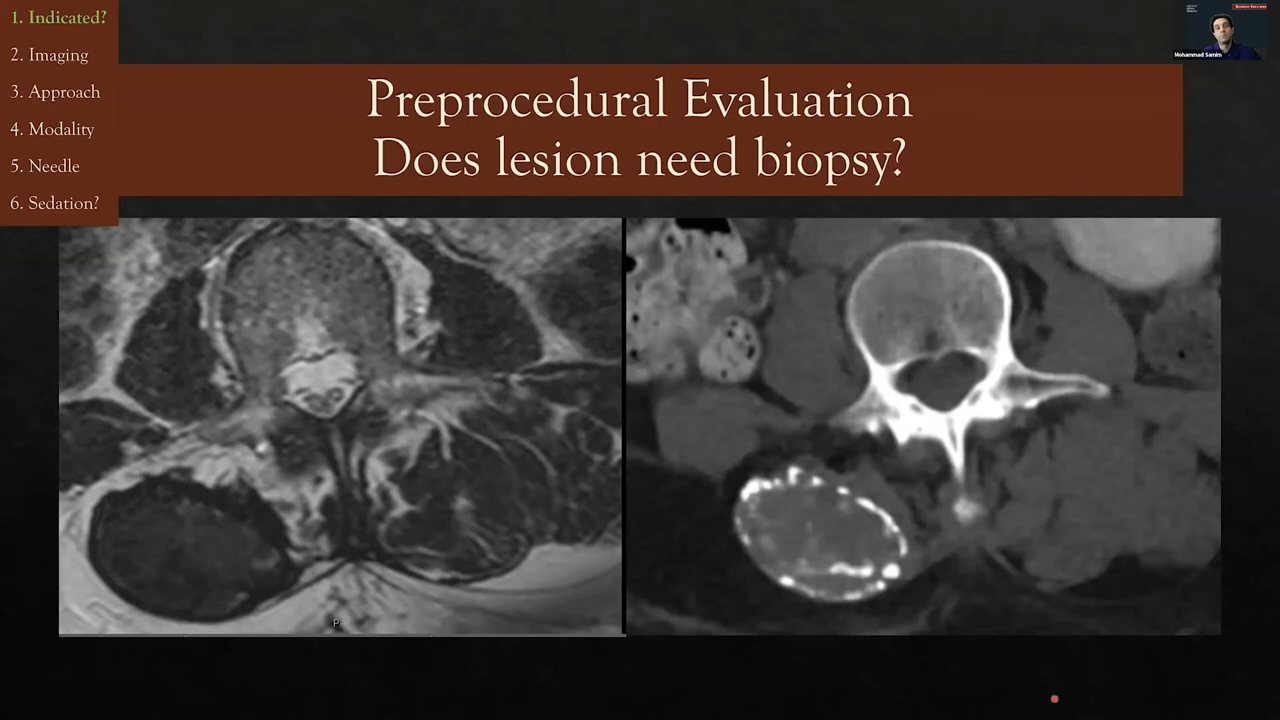 1. Indicated?
2. Imaging
3. Approach
4. Modality
5. Needle
6. Sedation?
Preprocedural Evaluation
Does lesion need biopsy?
Mohammad Samim
P